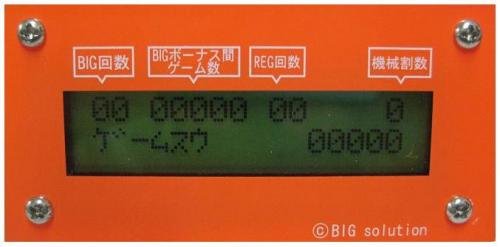 BIG回数 BIGボーナス間 REG回数 機械割数
ゲーム数
00 00000 00 0
ゲームスウ 00000
©BIG solution